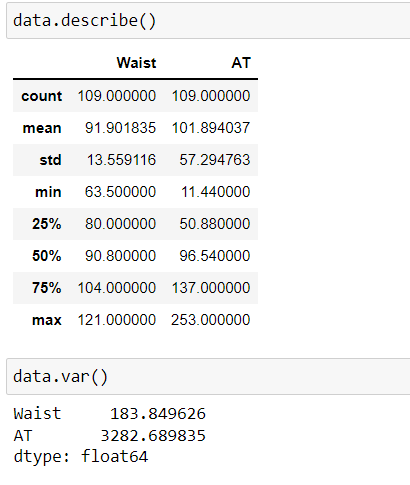 data.describe()
Waist AT
count 109.000000 109.000000
mean 91.901835 101.894037
std 13.559116 57.294763
min 63.500000 11.440000
25% 80.000000 50.880000
50% 90.800000 96.540000
75% 104.000000 137.000000
max 121.000000 253.000000
data.var()
Waist 183.849626
AT 3282.689835
dtype: float64